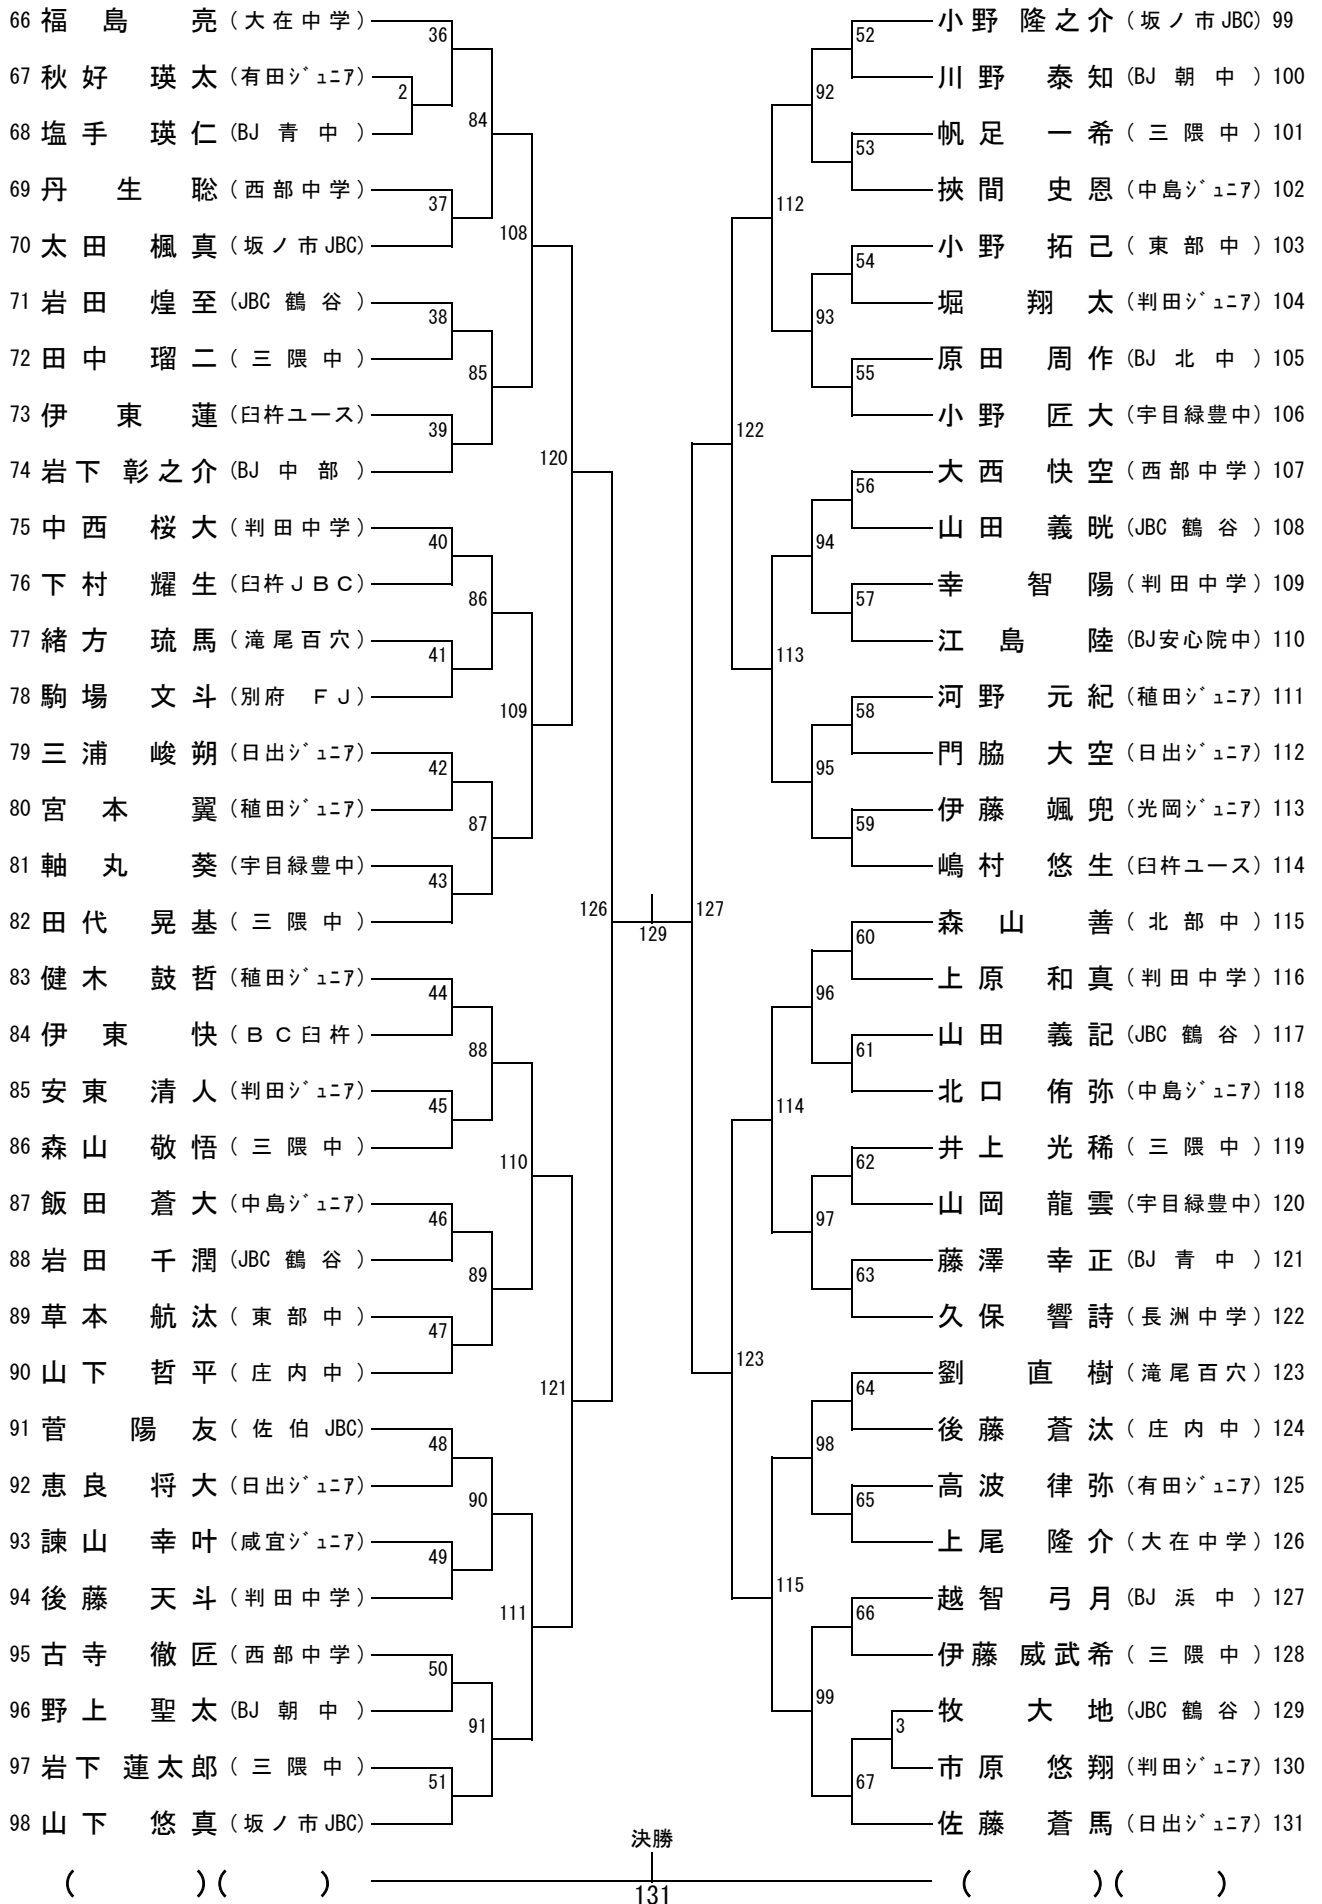 66 福島 亮 (大在中学)
67 秋好 瑛太 (有田ジュニア)
68 塩手 瑛仁 (BJ 青中)
69 丹生 聡 (西部中学)
70 太田 楓真 (坂ノ市JBC)
71 岩田 煌至 (JBC 鶴谷)
72 田中 瑠二 (三隈中)
73 伊東 蓮 (臼杵ユース)
74 岩下 彰之介 (BJ 中部)
75 中西 桜大 (判田中学)
76 下村 耀生 (臼杵JBC)
77 緒方 琉馬 (滝尾百穴)
78 駒場 文斗 (別府 FJ)
79 三浦 峻朔 (日出ジュニア)
80 宮本 翼 (稙田ジュニア)
81 軸丸 葵 (宇目緑豊中)
82 田代 晃基 (三隈中)
83 健木 鼓哲 (稙田ジュニア)
84 伊東 快 (BC臼杵)
85 安東 清人 (判田ジュニア)
86 森山 敬悟 (三隈中)
87 飯田 蒼大 (中島ジュニア)
88 岩田 千潤 (JBC 鶴谷)
89 草本 航汰 (東部中)
90 山下 哲平 (庄内中)
91 菅 陽友 (佐伯 JBC)
92 恵良 将大 (日出ジュニア)
93 諫山 幸叶 (咸宜ジュニア)
94 後藤 天斗 (判田中学)
95 古寺 徹匠 (西部中学)
96 野上 聖太 (BJ 朝中)
97 岩下 蓮太郎 (三隈中)
98 山下 悠真 (坂ノ市JBC)
36
2
84
37
108
38
85
39
120
40
86
41
109
42
87
43
126
44
88
45
110
46
89
47
121
48
90
49
111
50
91
51
129
127
52
92
53
112
54
93
55
122
56
94
57
113
58
95
59
60
96
61
114
62
97
63
123
64
98
65
115
66
99
3
67
小野 隆之介 (坂ノ市JBC) 99
川野 泰知 (BJ 朝中) 100
帆足 一希 (三隈中) 101
挾間 史恩 (中島ジュニア) 102
小野 拓己 (東部中) 103
堀 翔太 (判田ジュニア) 104
原田 周作 (BJ 北中) 105
小野 匠大 (宇目緑豊中) 106
大西 快空 (西部中学) 107
山田 義晄 (JBC 鶴谷) 108
幸 智陽 (判田中学) 109
江島 陸 (BJ安心院中) 110
河野 元紀 (稙田ジュニア) 111
門脇 大空 (日出ジュニア) 112
伊藤 颯兜 (光岡ジュニア) 113
嶋村 悠生 (臼杵ユース) 114
森山 善 (北部中) 115
上原 和真 (判田中学) 116
山田 義記 (JBC 鶴谷) 117
北口 侑弥 (中島ジュニア) 118
井上 光稀 (三隈中) 119
山岡 龍雲 (宇目緑豊中) 120
藤澤 幸正 (BJ 青中) 121
久保 響詩 (長洲中学) 122
劉 直樹 (滝尾百穴) 123
後藤 蒼汰 (庄内中) 124
高波 律弥 (有田ジュニア) 125
上尾 隆介 (大在中学) 126
越智 弓月 (BJ 浜中) 127
伊藤 威武希 (三隈中) 128
牧 大地 (JBC 鶴谷) 129
市原 悠翔 (判田ジュニア) 130
佐藤 蒼馬 (日出ジュニア) 131
決勝
( )( ) 131 ( )( )